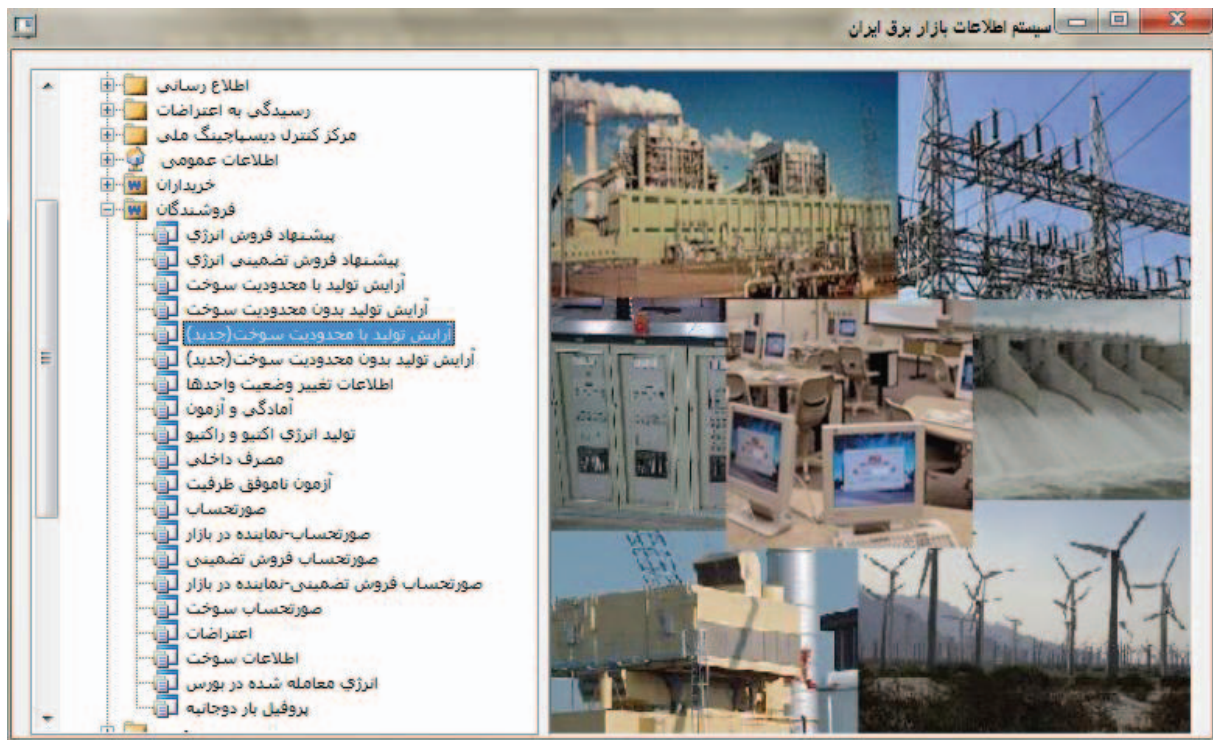 سیستم اطلاعات بازار برق ایران
اطلاع رسانی
رسیدگی به اعتراضات
مرکز کنترل دیسپاچینگ ملی
اطلاعات عمومی
خریداران
فروشندگان
پیشنهاد فروش انرژي
پیشنهاد فروش تضمینی انرژي
آرایش تولید با محدودیت سوخت
آرایش تولید بدون محدودیت سوخت
آرایش تولید با محدودیت سوخت(جدید)
آرایش تولید بدون محدودیت سوخت(جدید)
اطلاعات تغییر وضعیت واحدها
آمادگی و آزمون
تولید انرژي اکتیو و راکتیو
مصرف داخلی
آزمون ناموفق ظرفیت
صورتحساب
صورتحساب-نماینده در بازار
صورتحساب فروش تضمینی
صورتحساب فروش تضمینی-نماینده در بازار
صورتحساب سوخت
اعتراضات
اطلاعات سوخت
انرژي معامله شده در بورس
پروفیل بار دوجانبه